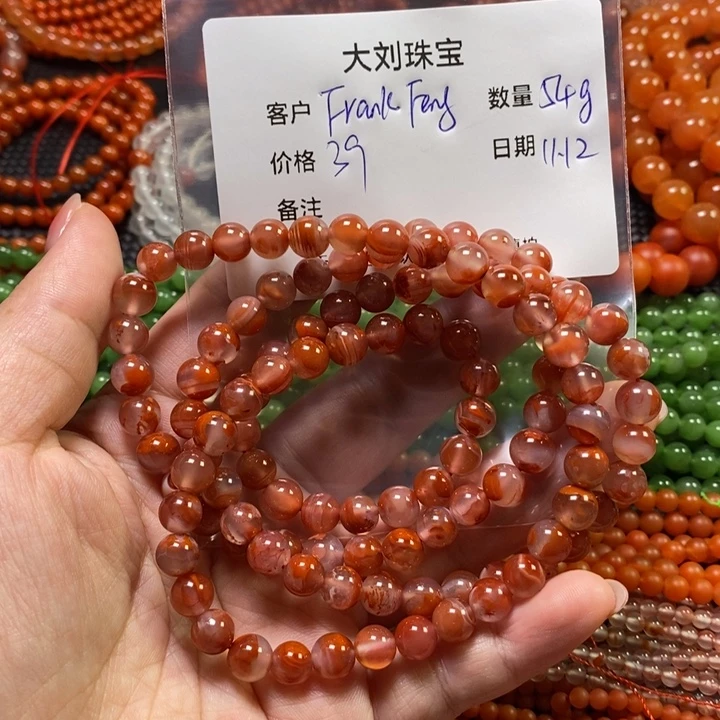 大刘珠宝
客户 Frank Feng 数量 54g
价格 39 日期 11.12
备注